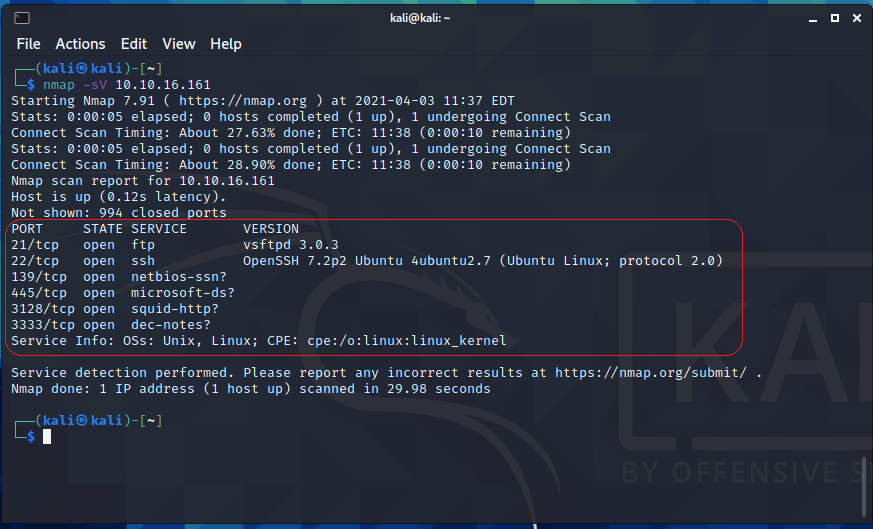 kali@kali: ~
File Actions Edit View Help
┌──(kali㉿kali)-[~]
└─$ nmap -sV 10.10.16.161
Starting Nmap 7.91 ( https://nmap.org ) at 2021-04-03 11:37 EDT
Stats: 0:00:05 elapsed; 0 hosts completed (1 up), 1 undergoing Connect Scan
Connect Scan Timing: About 27.63% done; ETC: 11:38 (0:00:10 remaining)
Stats: 0:00:05 elapsed; 0 hosts completed (1 up), 1 undergoing Connect Scan
Connect Scan Timing: About 28.90% done; ETC: 11:38 (0:00:10 remaining)
Nmap scan report for 10.10.16.161
Host is up (0.12s latency).
Not shown: 994 closed ports
PORT     STATE SERVICE       VERSION
21/tcp   open  ftp           vsftpd 3.0.3
22/tcp   open  ssh           OpenSSH 7.2p2 Ubuntu 4ubuntu2.7 (Ubuntu Linux; protocol 2.0)
139/tcp  open  netbios-ssn?
445/tcp  open  microsoft-ds?
3128/tcp open  squid-http?
3333/tcp open  dec-notes?
Service Info: OSs: Unix, Linux; CPE: cpe:/o:linux:linux_kernel
Service detection performed. Please report any incorrect results at https://nmap.org/submit/ .
Nmap done: 1 IP address (1 host up) scanned in 29.98 seconds
┌──(kali㉿kali)-[~]
└─$
KAL
BY OFFENSIVE S